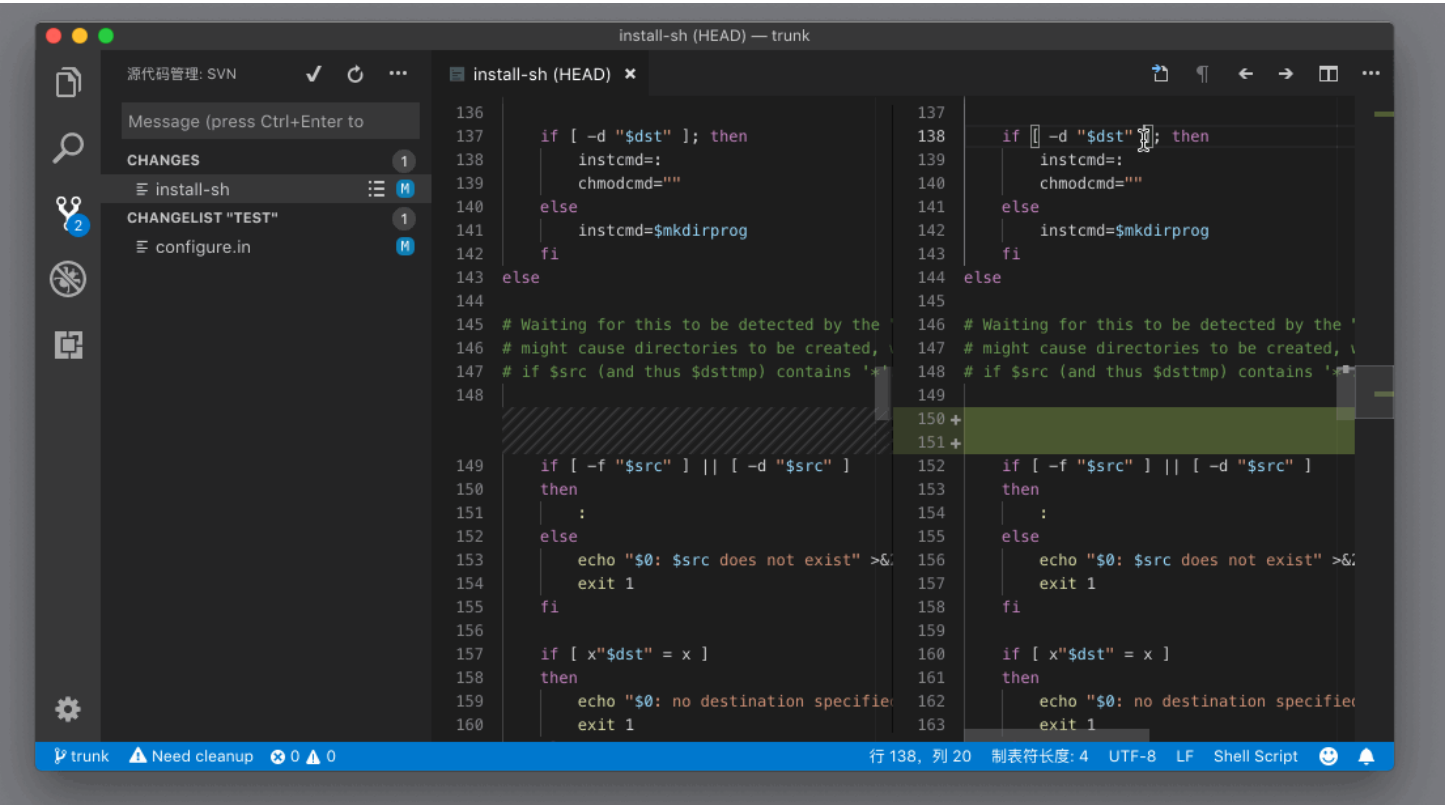 install-sh (HEAD) — trunk
源代码管理: SVN
Message (press Ctrl+Enter to
CHANGES 1
install-sh M
CHANGELIST "TEST" 1
configure.in M
2
install-sh (HEAD) ×
136
137 if [ -d "$dst" ]; then
138 instcmd=:
139 chmodcmd=""
140 else
141 instcmd=$mkdirprog
142 fi
143 else
144
145 # Waiting for this to be detected by the
146 # might cause directories to be created,
147 # if $src (and thus $dsttmp) contains '*'
148
149 if [ -f "$src" ] || [ -d "$src" ]
150 then
151 :
152 else
153 echo "$0: $src does not exist" >&
154 exit 1
155 fi
156
157 if [ x"$dst" = x ]
158 then
159 echo "$0: no destination specified
160 exit 1
137
138 if [ -d "$dst" ]; then
139 instcmd=:
140 chmodcmd=""
141 else
142 instcmd=$mkdirprog
143 fi
144 else
145
146 # Waiting for this to be detected by the
147 # might cause directories to be created,
148 # if $src (and thus $dsttmp) contains '*
149
150 +
151 +
152 if [ -f "$src" ] || [ -d "$src" ]
153 then
154 :
155 else
156 echo "$0: $src does not exist" >&2
157 exit 1
158 fi
159
160 if [ x"$dst" = x ]
161 then
162 echo "$0: no destination specified
163 exit 1
trunk Need cleanup 0 0 行 138，列 20 制表符长度: 4 UTF-8 LF Shell Script